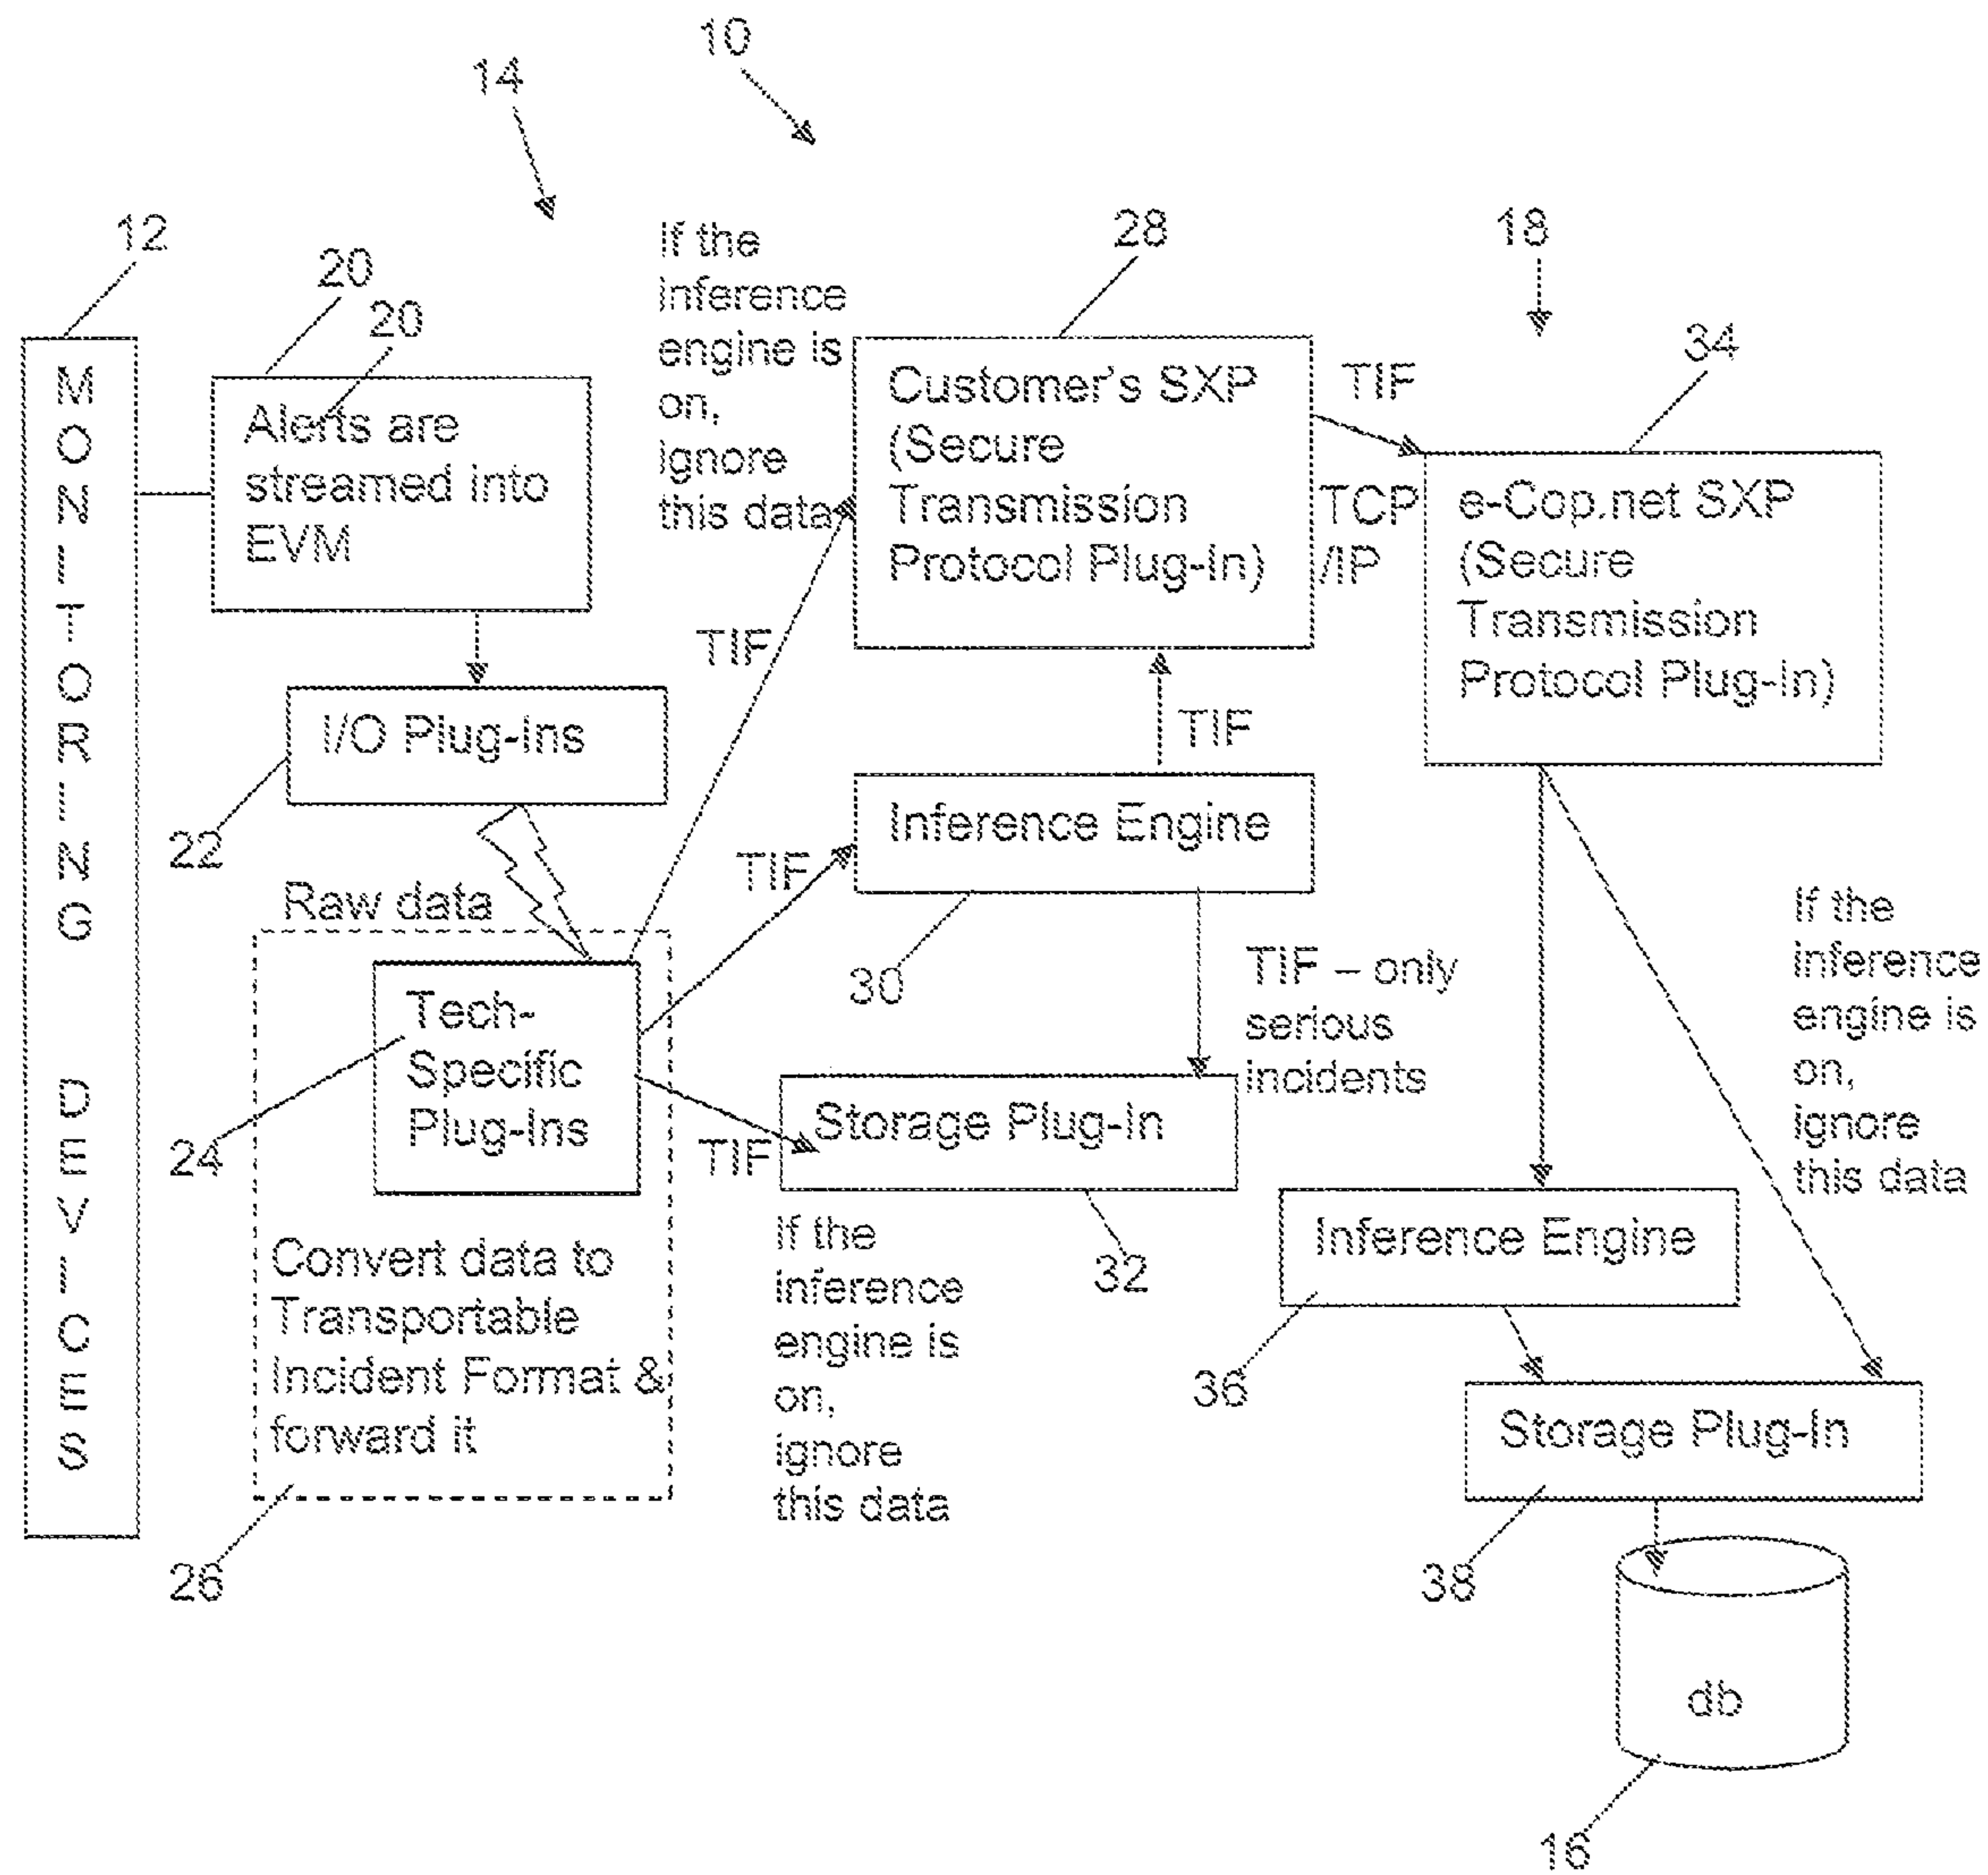 10
14
12
20
20
28
18
34
MONITORING DEVICES
Alerts are
streamed into
EVM
If the
inference
engine is
on,
ignore
this data
Customer's SXP
(Secure
Transmission
Protocol Plug-In)
TIF
TCP
/IP
e-Cop.net SXP
(Secure
Transmission
Protocol Plug-In)
TIF
I/O Plug-Ins
22
TIF
Inference Engine
30
TIF
Raw data
Tech-
Specific
Plug-Ins
24
TIF
Storage Plug-In
32
TIF – only
serious
incidents
If the
inference
engine is
on,
ignore
this data
Convert data to
Transportable
Incident Format &
forward it
26
If the
inference
engine is
on,
ignore
this data
Inference Engine
36
Storage Plug-In
38
db
16